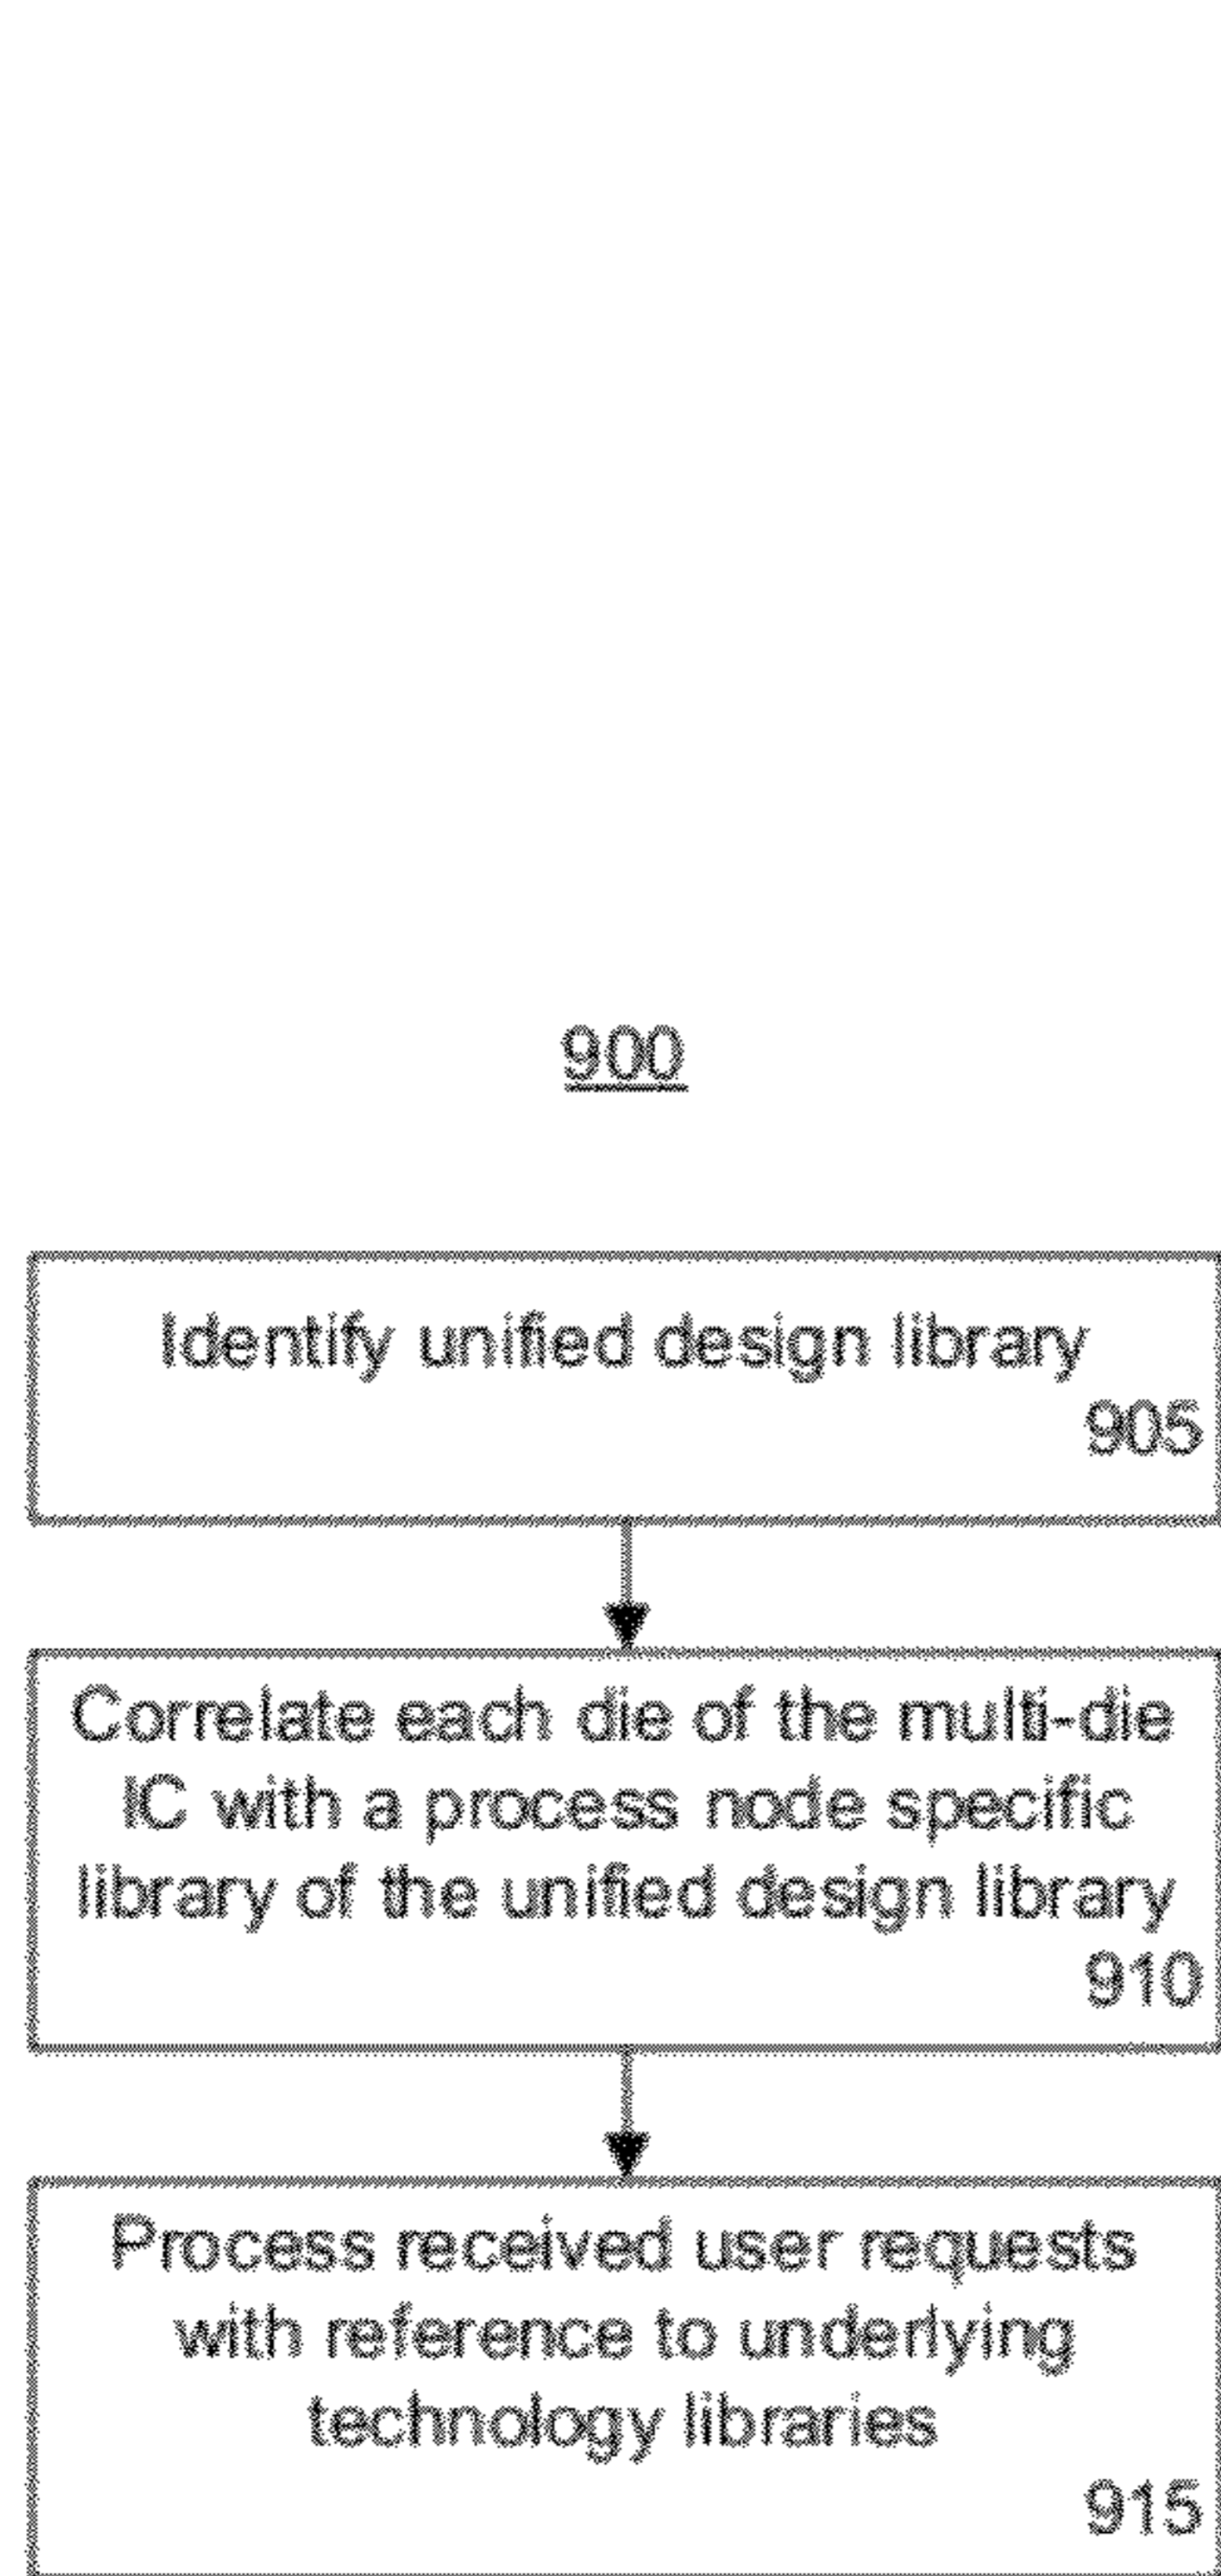 900
Identify unified design library
905
Correlate each die of the multi-die
IC with a process node specific
library of the unified design library
910
Process received user requests
with reference to underlying
technology libraries
915